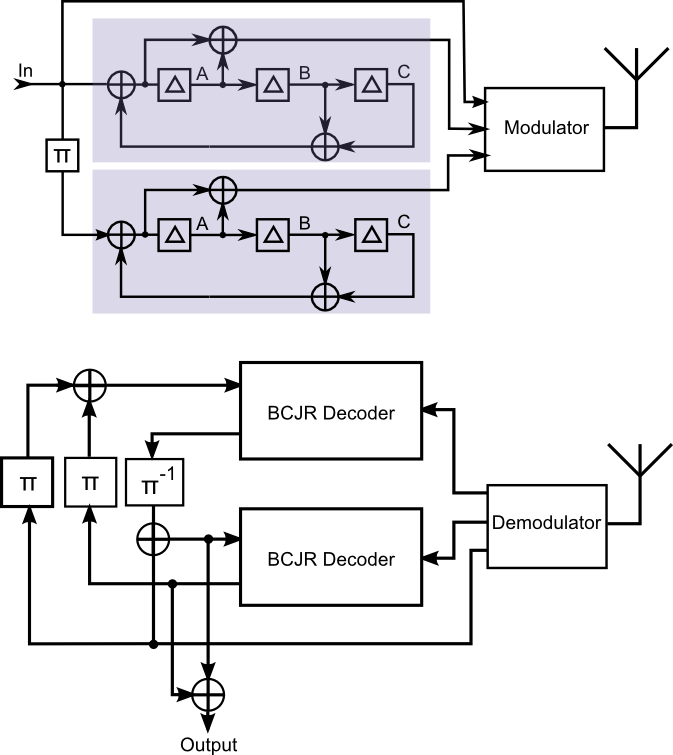 In
A
B
C
Modulator
π
A
B
C
BCJR Decoder
π
π
π-1
Demodulator
BCJR Decoder
Output